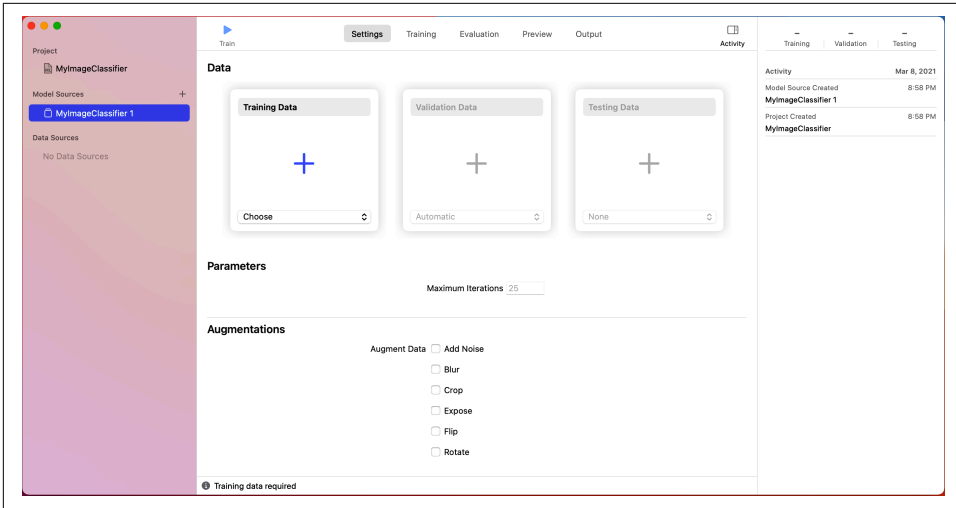 Project
MyImageClassifier
Model Sources +
MyImageClassifier 1
Data Sources
No Data Sources
Train
Settings Training Evaluation Preview Output
Activity
Data
Training Data
Choose
Validation Data
Automatic
Testing Data
None
Parameters
Maximum Iterations 25
Augmentations
Augment Data Add Noise
Blur
Crop
Expose
Flip
Rotate
Training data required
– – –
Training Validation Testing
Activity Mar 8, 2021
Model Source Created 8:58 PM
MyImageClassifier 1
Project Created 8:58 PM
MyImageClassifier